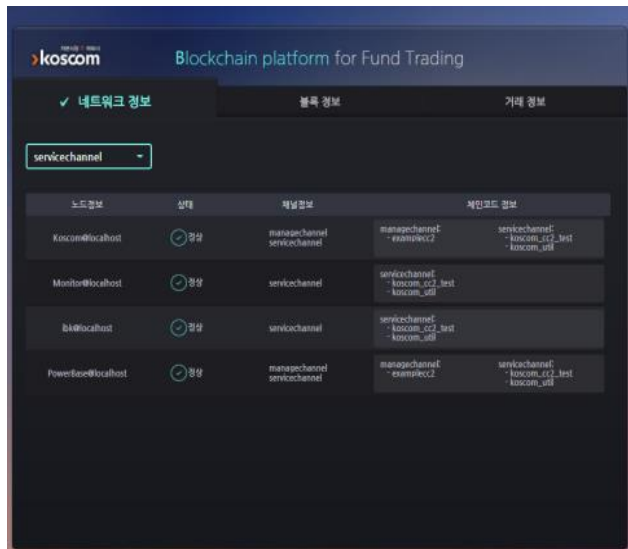 koscom
Blockchain platform for Fund Trading
✓ 네트워크 정보
블록 정보
거래 정보
servicechannel
노드정보
상태
채널정보
체인코드 정보
Koscom@localhost
정상
managechannel
servicechannel
managechannel:
- examplecc2
servicechannel:
- koscom_cc2_test
- koscom_util
Monitor@localhost
정상
servicechannel
servicechannel:
- koscom_cc2_test
- koscom_util
ibk@localhost
정상
servicechannel
servicechannel:
- koscom_cc2_test
- koscom_util
PowerBase@localhost
정상
managechannel
servicechannel
managechannel:
- examplecc2
servicechannel:
- koscom_cc2_test
- koscom_util